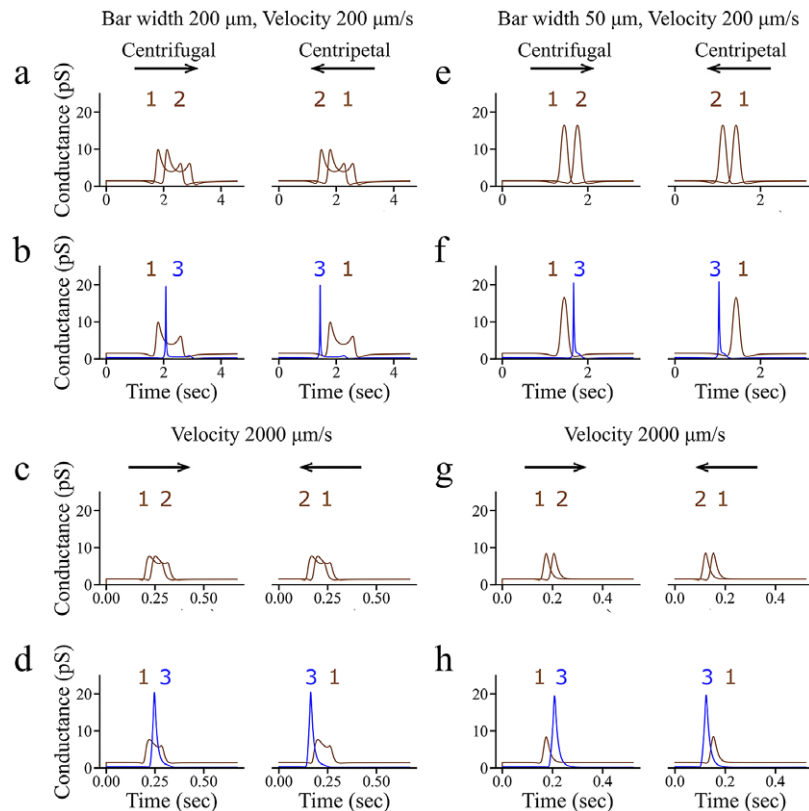 Bar width 200 μm, Velocity 200 μm/s
Bar width 50 μm, Velocity 200 μm/s
Centrifugal
Centripetal
Centrifugal
Centripetal
a
1 2
2 1
Conductance (pS)
20
10
0
0 2 4
0 2 4
e
1 2
2 1
20
10
0
0 2
0 2
b
1 3
3 1
Conductance (pS)
20
10
0
0 2 4
0 2 4
Time (sec)
Time (sec)
f
1 3
3 1
20
10
0
0 2
0 2
Time (sec)
Time (sec)
Velocity 2000 μm/s
Velocity 2000 μm/s
c
1 2
2 1
Conductance (pS)
20
10
0
0.00 0.25 0.50
0.00 0.25 0.50
g
1 2
2 1
20
10
0
0.0 0.2 0.4
0.0 0.2 0.4
d
1 3
3 1
Conductance (pS)
20
10
0
0.00 0.25 0.50
0.00 0.25 0.50
Time (sec)
Time (sec)
h
1 3
3 1
20
10
0
0.0 0.2 0.4
0.0 0.2 0.4
Time (sec)
Time (sec)